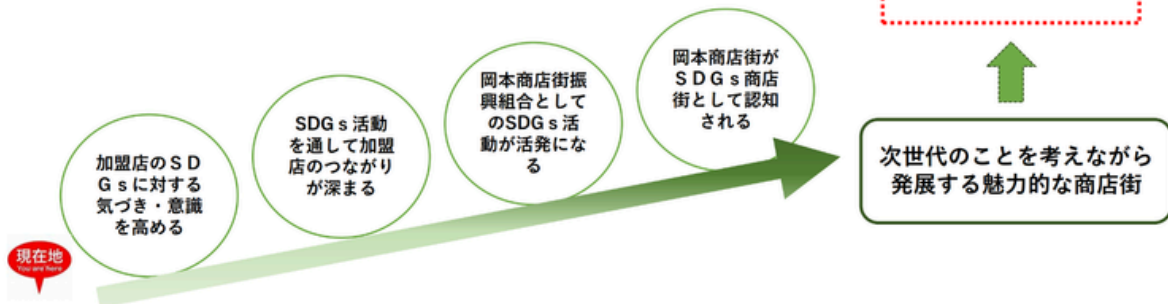 現在地
You are here
加盟店のＳＤ
Ｇｓに対する
気づき・意識
を高める
SDGｓ活動
を通して加盟
店のつながり
が深まる
岡本商店街振
興組合として
のSDGｓ活
動が活発にな
る
岡本商店街が
ＳＤＧｓ商店
街として認知
される
次世代のことを考えながら
発展する魅力的な商店街